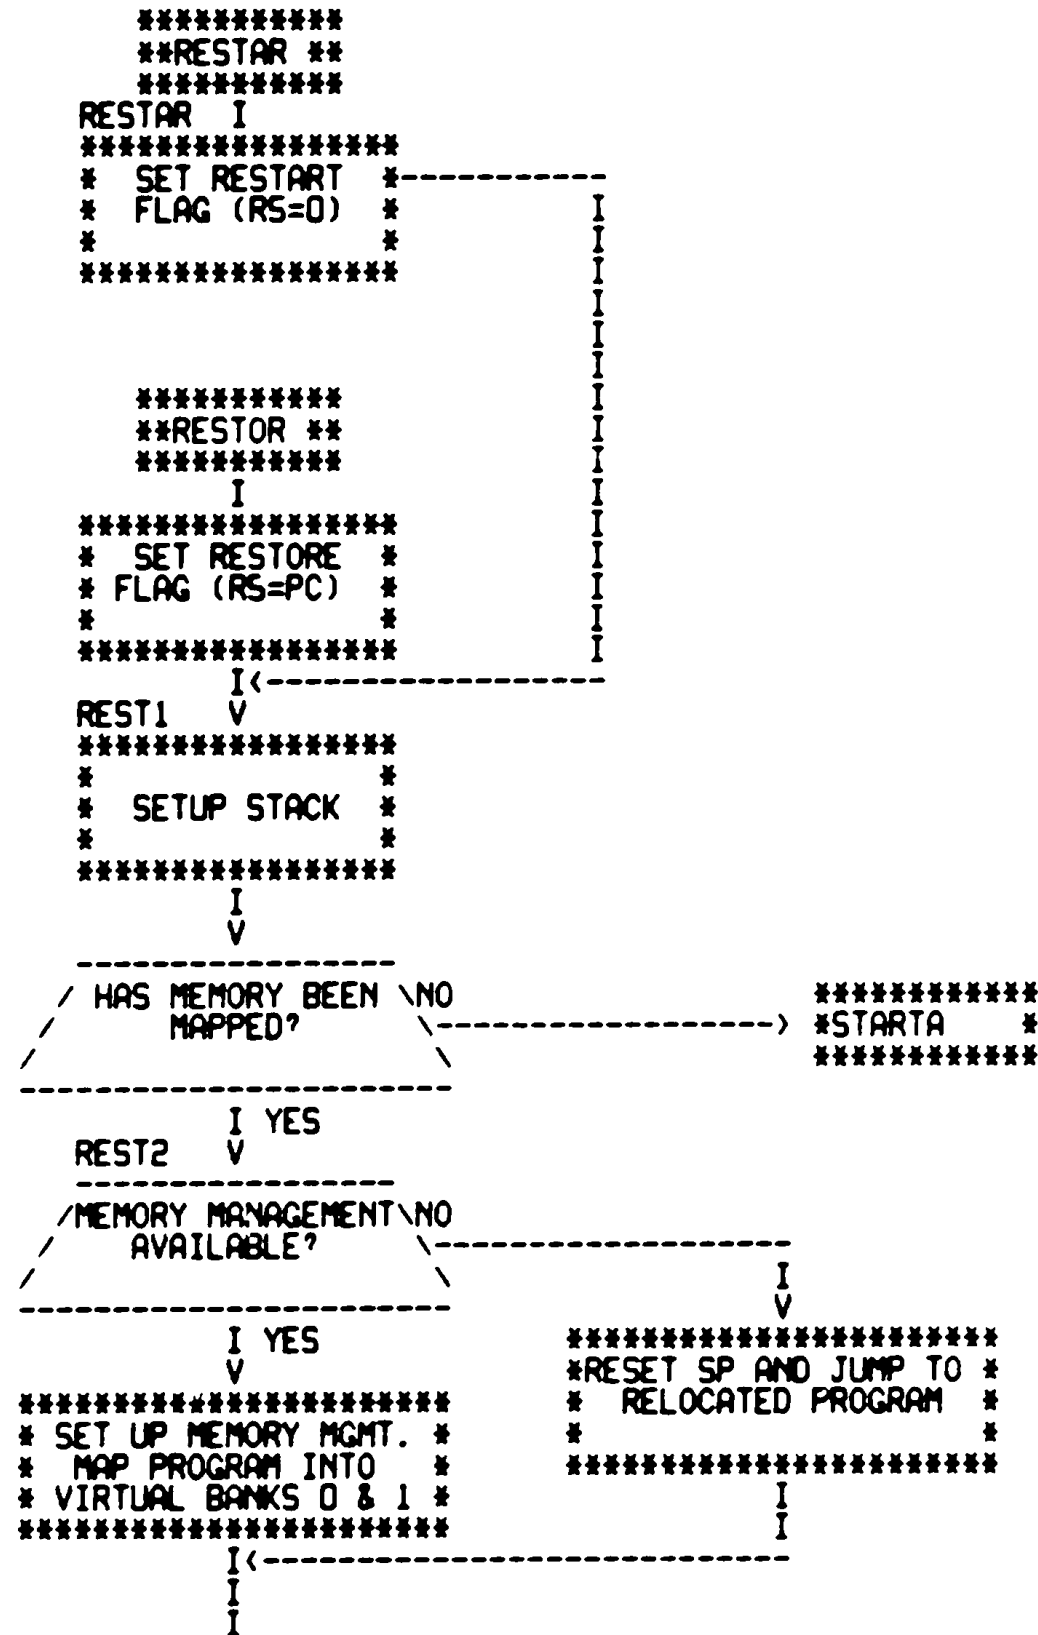 ***********
**RESTAR **
***********
RESTAR I
*****************
* SET RESTART *-----------
* FLAG (RS=0) * I
* * I
***************** I
I
I
I
*********** I
**RESTOR ** I
*********** I
I I
***************** I
* SET RESTORE * I
* FLAG (RS=PC) * I
* * I
***************** I
I<------------------
REST1 V
*****************
* *
* SETUP STACK *
* *
*****************
I
V
-----------------
/ HAS MEMORY BEEN \NO ************
/ MAPPED? \------------------> *STARTA *
/ \ ************
-----------------------
I YES
REST2 V
-----------------
/MEMORY MANAGEMENT\NO
/ AVAILABLE? \-------------------
/ \ I
----------------------- V
I YES ***********************
V *RESET SP AND JUMP TO *
*********************** * RELOCATED PROGRAM *
* SET UP MEMORY MGMT. * * *
* MAP PROGRAM INTO * ***********************
* VIRTUAL BANKS 0 & 1 * I
*********************** I
I<----------------------------
I
I